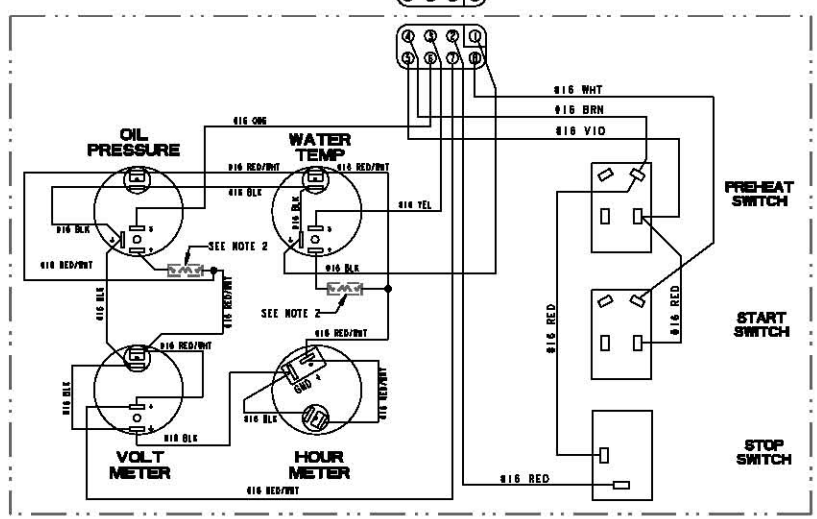 4 3 2 1
5 6 7 8
#16 WHT
#16 BRN
#16 VIO
#16 ORG
OIL
PRESSURE
WATER
TEMP
#16 RED/WHT
#16 RED/WHT
#16 BLK
#16 BLK
#16 BLK
#16 YEL
S
+
S
+
SEE NOTE 2
#16 RED/WHT
#16 BLK
SEE NOTE 2
#16 BLK
#16 RED/WHT
#16 RED/WHT
#16 RED/WHT
#16 RED/WHT
#16 BLK
#16 BLK
#16 BLK
GND
+
+
VOLT
METER
HOUR
METER
#16 RED/WHT
#16 RED
#16 RED
#16 RED
PREHEAT
SWITCH
START
SWITCH
STOP
SWITCH